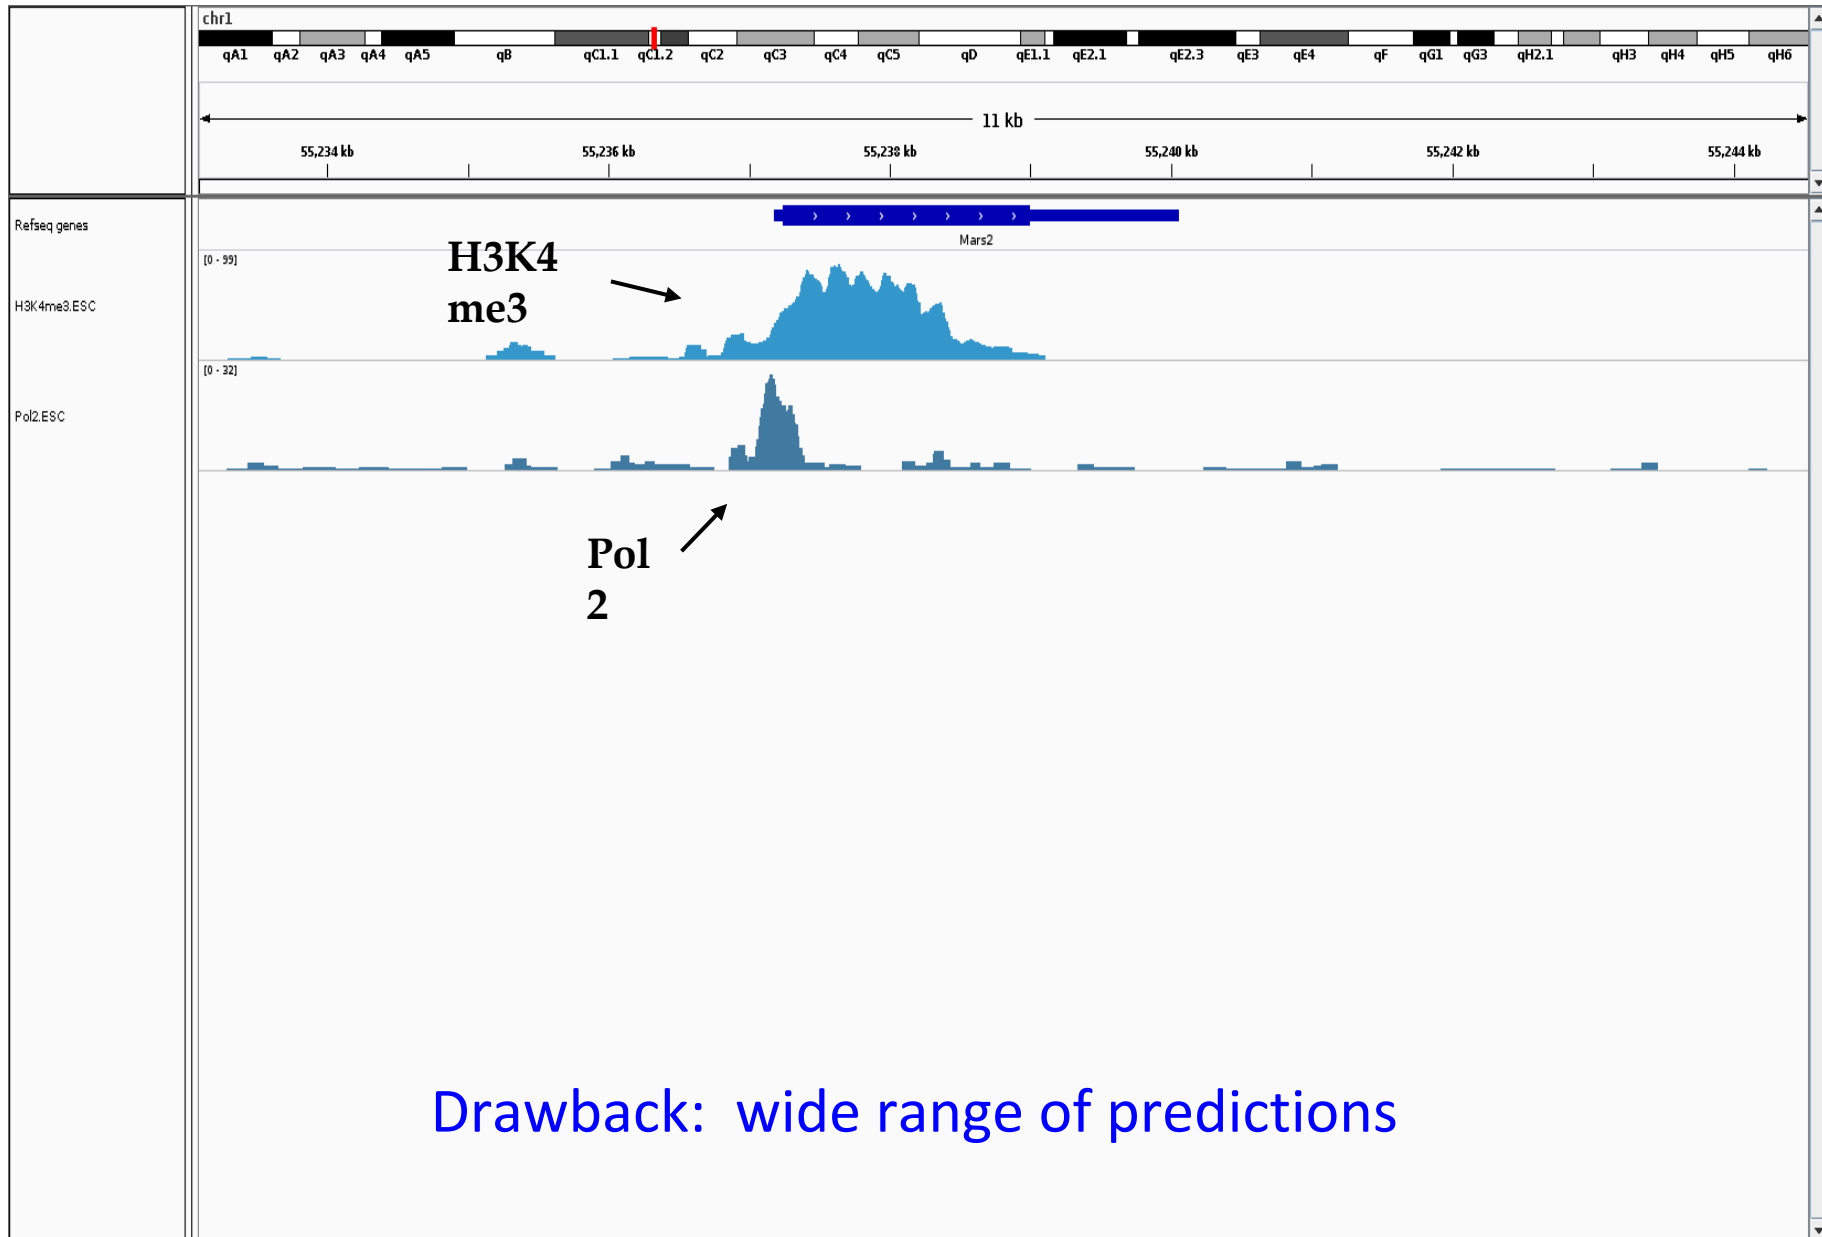 chr1
qA1 qA2 qA3 qA4 qA5 qB qC1.1 qC1.2 qC2 qC3 qC4 qC5 qD qE1.1 qE2.1 qE2.3 qE3 qE4 qF qG1 qG3 qH2.1 qH3 qH4 qH5 qH6
11 kb
55,234 kb 55,236 kb 55,238 kb 55,240 kb 55,242 kb 55,244 kb
Refseq genes
Mars2
[0 - 99]
H3K4me3.ESC
H3K4
me3
[0 - 32]
Pol2.ESC
Pol
2
Drawback: wide range of predictions